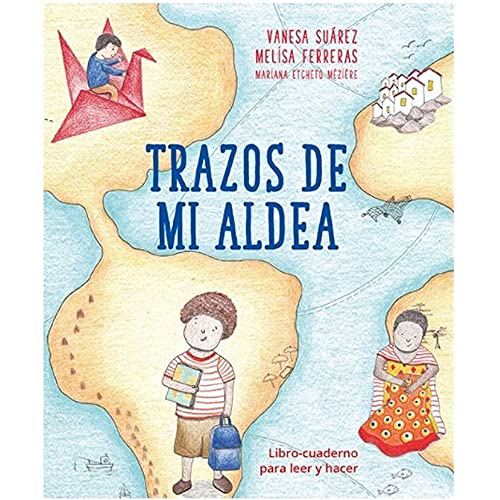 VANESA SUÁREZ
MELISA FERRERAS
MARIANA ETCHETO MÉZIÈRE
TRAZOS DE
MI ALDEA
Libro-cuaderno
para leer y hacer